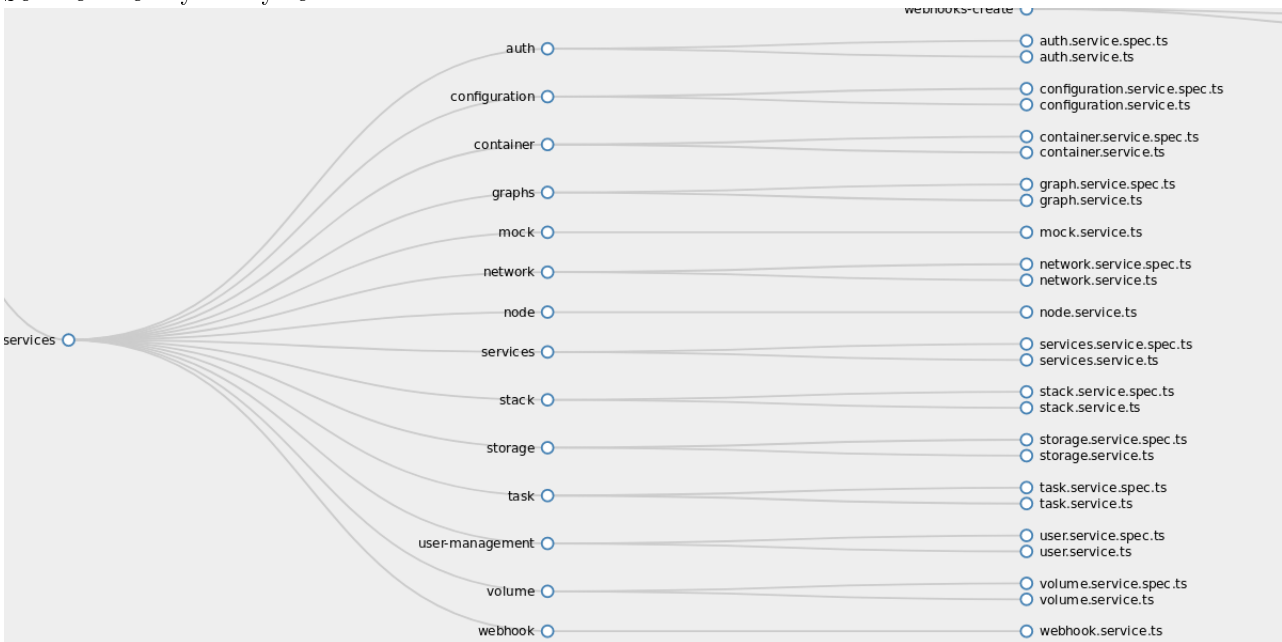 webhooks-create
auth
auth.service.spec.ts
auth.service.ts
configuration
configuration.service.spec.ts
configuration.service.ts
container
container.service.spec.ts
container.service.ts
graphs
graph.service.spec.ts
graph.service.ts
mock
mock.service.ts
network
network.service.spec.ts
network.service.ts
node
node.service.ts
services
services
services.service.spec.ts
services.service.ts
stack
stack.service.spec.ts
stack.service.ts
storage
storage.service.spec.ts
storage.service.ts
task
task.service.spec.ts
task.service.ts
user-management
user.service.spec.ts
user.service.ts
volume
volume.service.spec.ts
volume.service.ts
webhook
webhook.service.ts